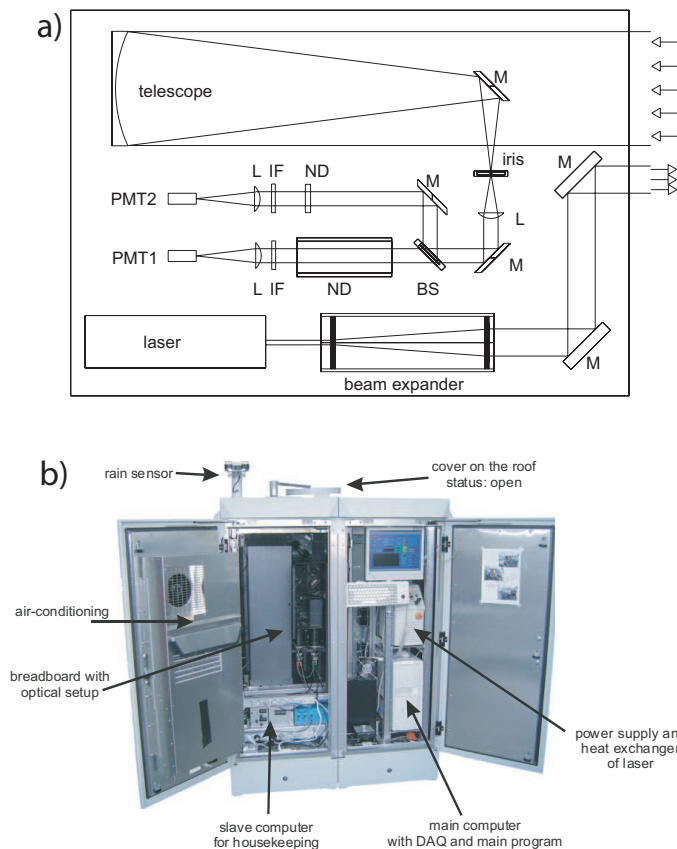 a)
telescope
M
iris
M
L IF ND
M
PMT2
L
PMT1
M
L IF ND BS
laser
M
beam expander
b)
rain sensor
cover on the roof
status: open
air-conditioning
breadboard with
optical setup
power supply an
heat exchanger
of laser
slave computer
for housekeeping
main computer
with DAQ and main program